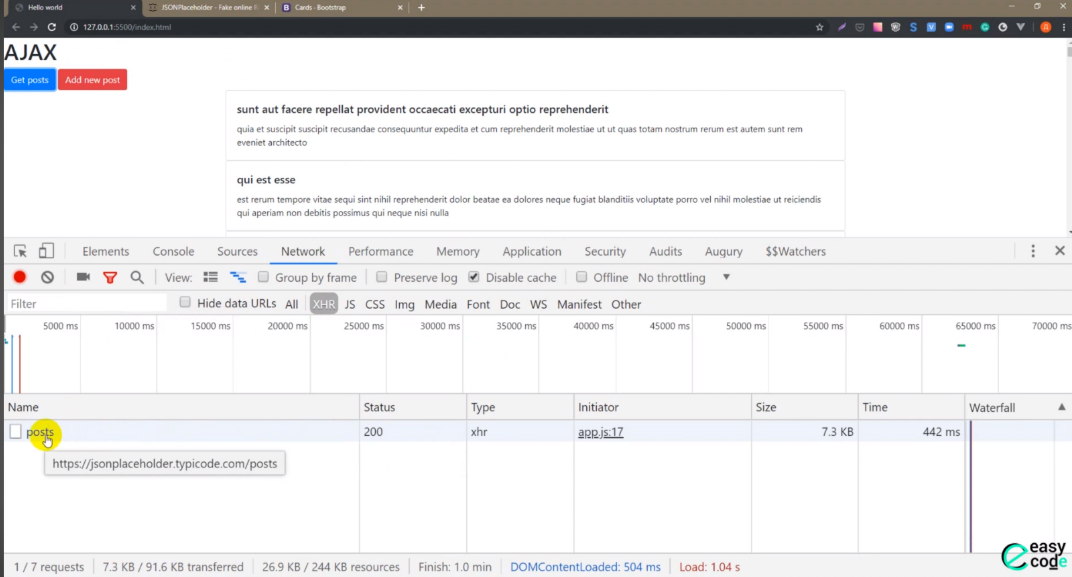 Hello world
JSONPlaceholder - Fake online R
Cards · Bootstrap
127.0.0.1:5500/index.html
AJAX
Get posts Add new post
sunt aut facere repellat provident occaecati excepturi optio reprehenderit
quia et suscipit suscipit recusandae consequuntur expedita et cum reprehenderit molestiae ut ut quas totam nostrum rerum est autem sunt rem
eveniet architecto
qui est esse
est rerum tempore vitae sequi sint nihil reprehenderit dolor beatae ea dolores neque fugiat blanditiis voluptate porro vel nihil molestiae ut reiciendis
qui aperiam non debitis possimus qui neque nisi nulla
Elements Console Sources Network Performance Memory Application Security Audits Augury $$Watchers
View: Group by frame Preserve log Disable cache Offline No throttling
Filter Hide data URLs All XHR JS CSS Img Media Font Doc WS Manifest Other
5000 ms 10000 ms 15000 ms 20000 ms 25000 ms 30000 ms 35000 ms 40000 ms 45000 ms 50000 ms 55000 ms 60000 ms 65000 ms 70000 ms
Name Status Type Initiator Size Time Waterfall
posts 200 xhr app.js:17 7.3 KB 442 ms
https://jsonplaceholder.typicode.com/posts
1 / 7 requests 7.3 KB / 91.6 KB transferred 26.9 KB / 244 KB resources Finish: 1.0 min DOMContentLoaded: 504 ms Load: 1.04 s
easy
code